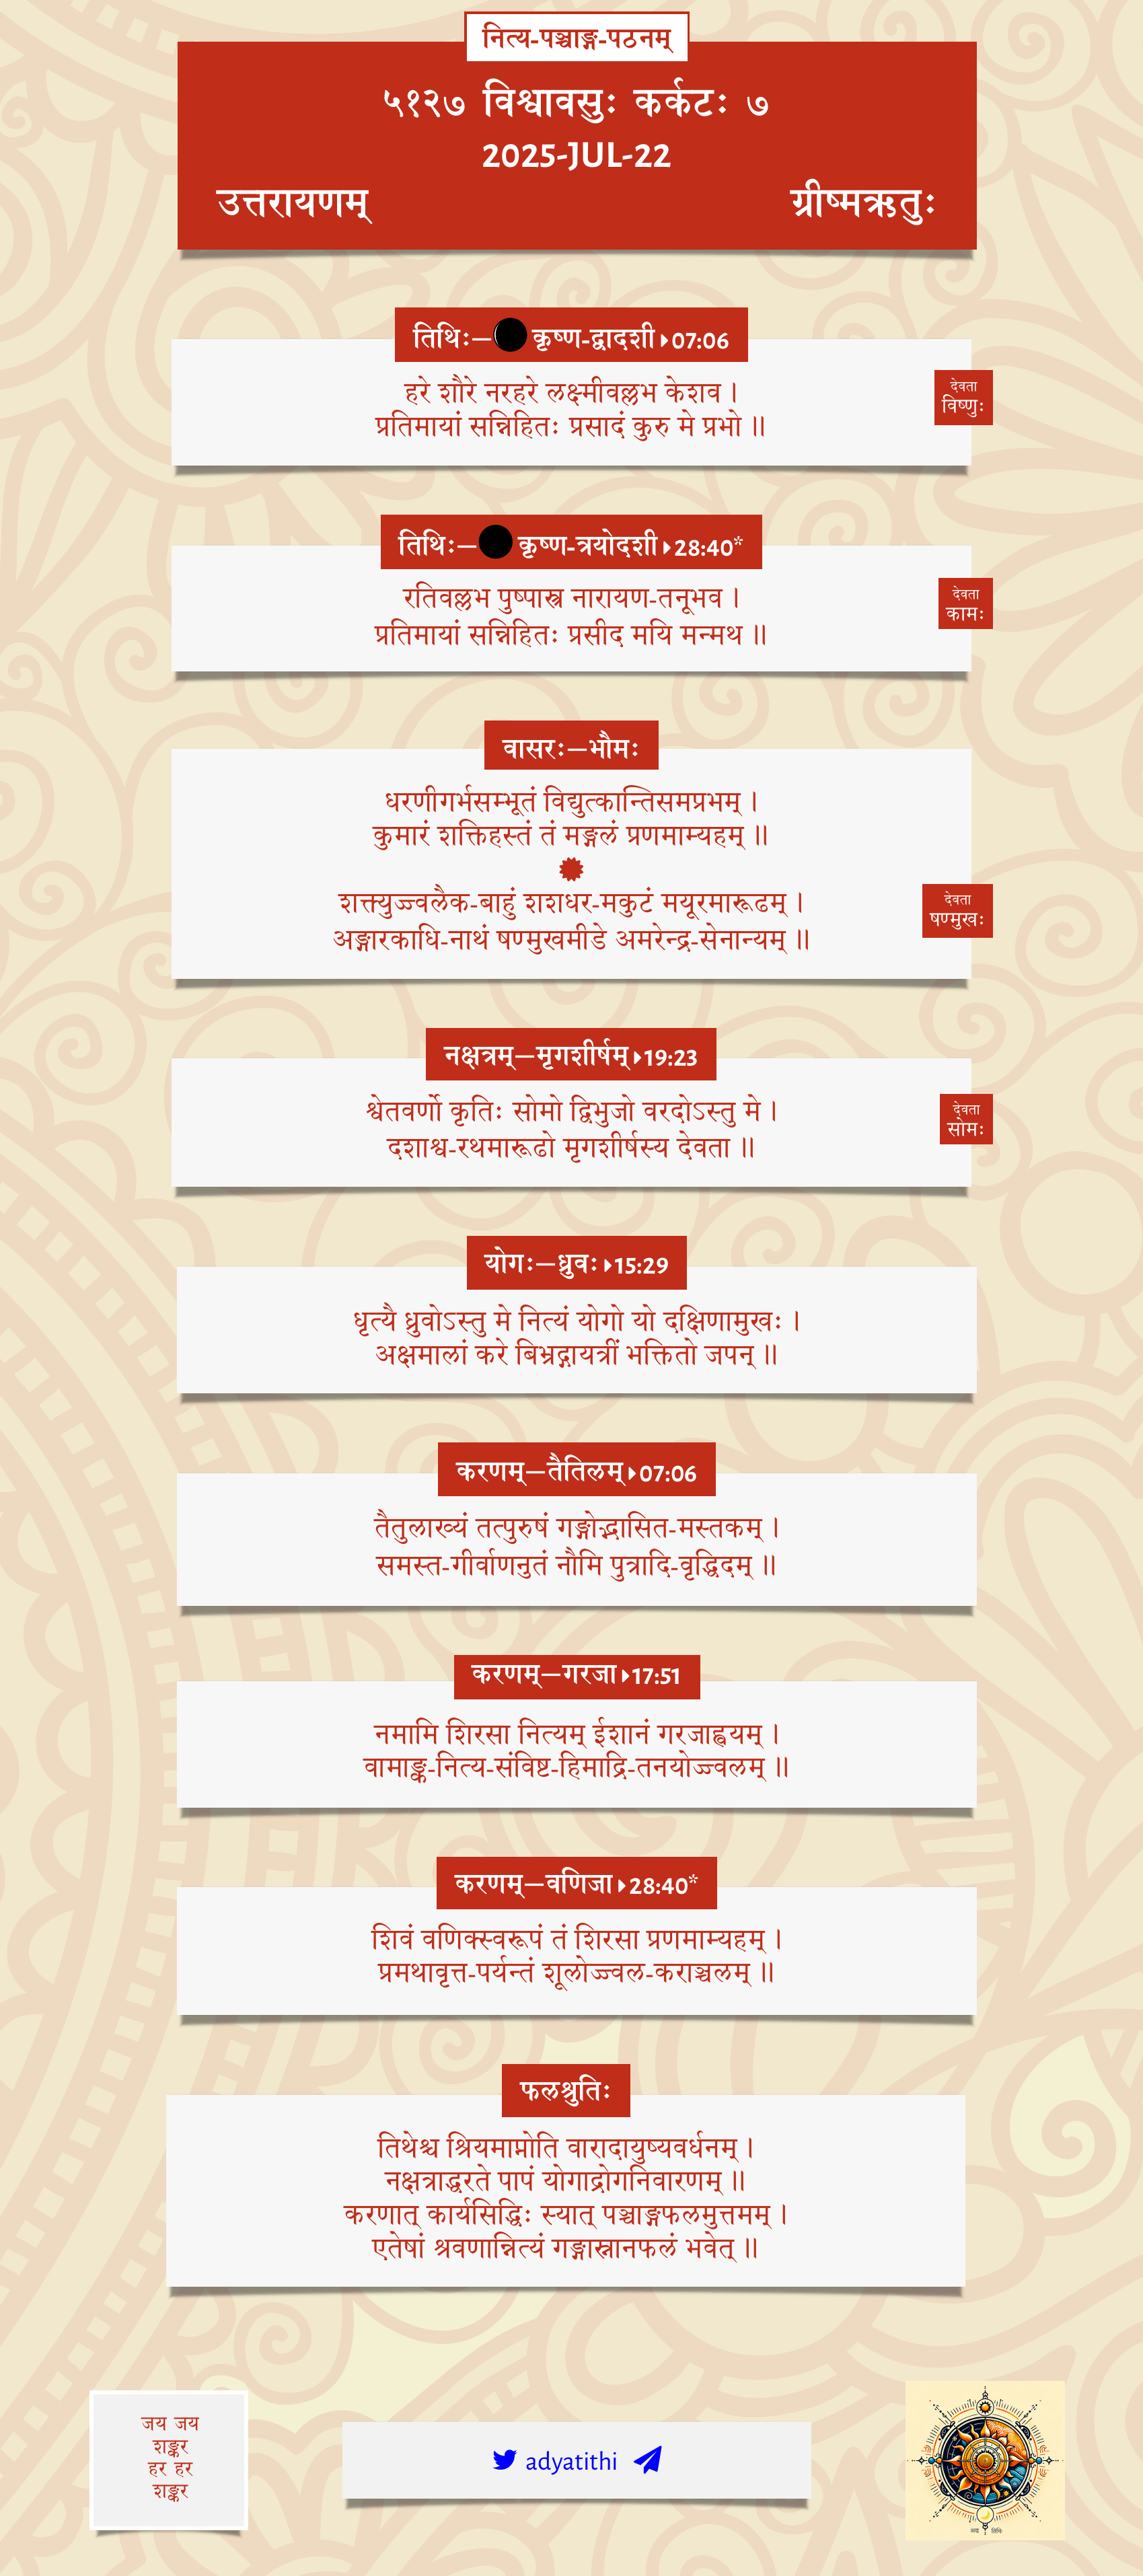 नित्य-पञ्चाङ्ग-पठनम्
५१२७ विश्वावसुः कर्कटः ७
2025-JUL-22
उत्तरायणम् ग्रीष्मऋतुः
तिथिः—कृष्ण-द्वादशी 07:06
हरे शौरे नरहरे लक्ष्मीवल्लभ केशव ।
प्रतिमायां सन्निहितः प्रसादं कुरु मे प्रभो ॥
देवता
विष्णुः
तिथिः—कृष्ण-त्रयोदशी 28:40*
रतिवल्लभ पुष्पास्त्र नारायण-तनूभव ।
प्रतिमायां सन्निहितः प्रसीद मयि मन्मथ ॥
देवता
कामः
वासरः—भौमः
धरणीगर्भसम्भूतं विद्युत्कान्तिसमप्रभम् ।
कुमारं शक्तिहस्तं तं मङ्गलं प्रणमाम्यहम् ॥
शक्त्युज्ज्वलैक-बाहुं शशधर-मकुटं मयूरमारूढम् ।
अङ्गारकाधि-नाथं षण्मुखमीडे अमरेन्द्र-सेनान्यम् ॥
देवता
षण्मुखः
नक्षत्रम्—मृगशीर्षम् 19:23
श्वेतवर्णो कृतिः सोमो द्विभुजो वरदोऽस्तु मे ।
दशाश्व-रथमारूढो मृगशीर्षस्य देवता ॥
देवता
सोमः
योगः—ध्रुवः 15:29
धृत्यै ध्रुवोऽस्तु मे नित्यं योगो यो दक्षिणामुखः ।
अक्षमालां करे बिभ्रद्गायत्रीं भक्तितो जपन् ॥
करणम्—तैतिलम् 07:06
तैतुलाख्यं तत्पुरुषं गङ्गोद्भासित-मस्तकम् ।
समस्त-गीर्वाणनुतं नौमि पुत्रादि-वृद्धिदम् ॥
करणम्—गरजा 17:51
नमामि शिरसा नित्यम् ईशानं गरजाह्वयम् ।
वामाङ्क-नित्य-संविष्ट-हिमाद्रि-तनयोज्ज्वलम् ॥
करणम्—वणिजा 28:40*
शिवं वणिक्स्वरूपं तं शिरसा प्रणमाम्यहम् ।
प्रमथावृत्त-पर्यन्तं शूलोज्ज्वल-कराञ्चलम् ॥
फलश्रुतिः
तिथेश्च श्रियमाप्नोति वारादायुष्यवर्धनम् ।
नक्षत्राद्धरते पापं योगाद्रोगनिवारणम् ॥
करणात् कार्यसिद्धिः स्यात् पञ्चाङ्गफलमुत्तमम् ।
एतेषां श्रवणान्नित्यं गङ्गास्नानफलं भवेत् ॥
जय जय
शङ्कर
हर हर
शङ्कर
adyatithi
अद्य तिथिः